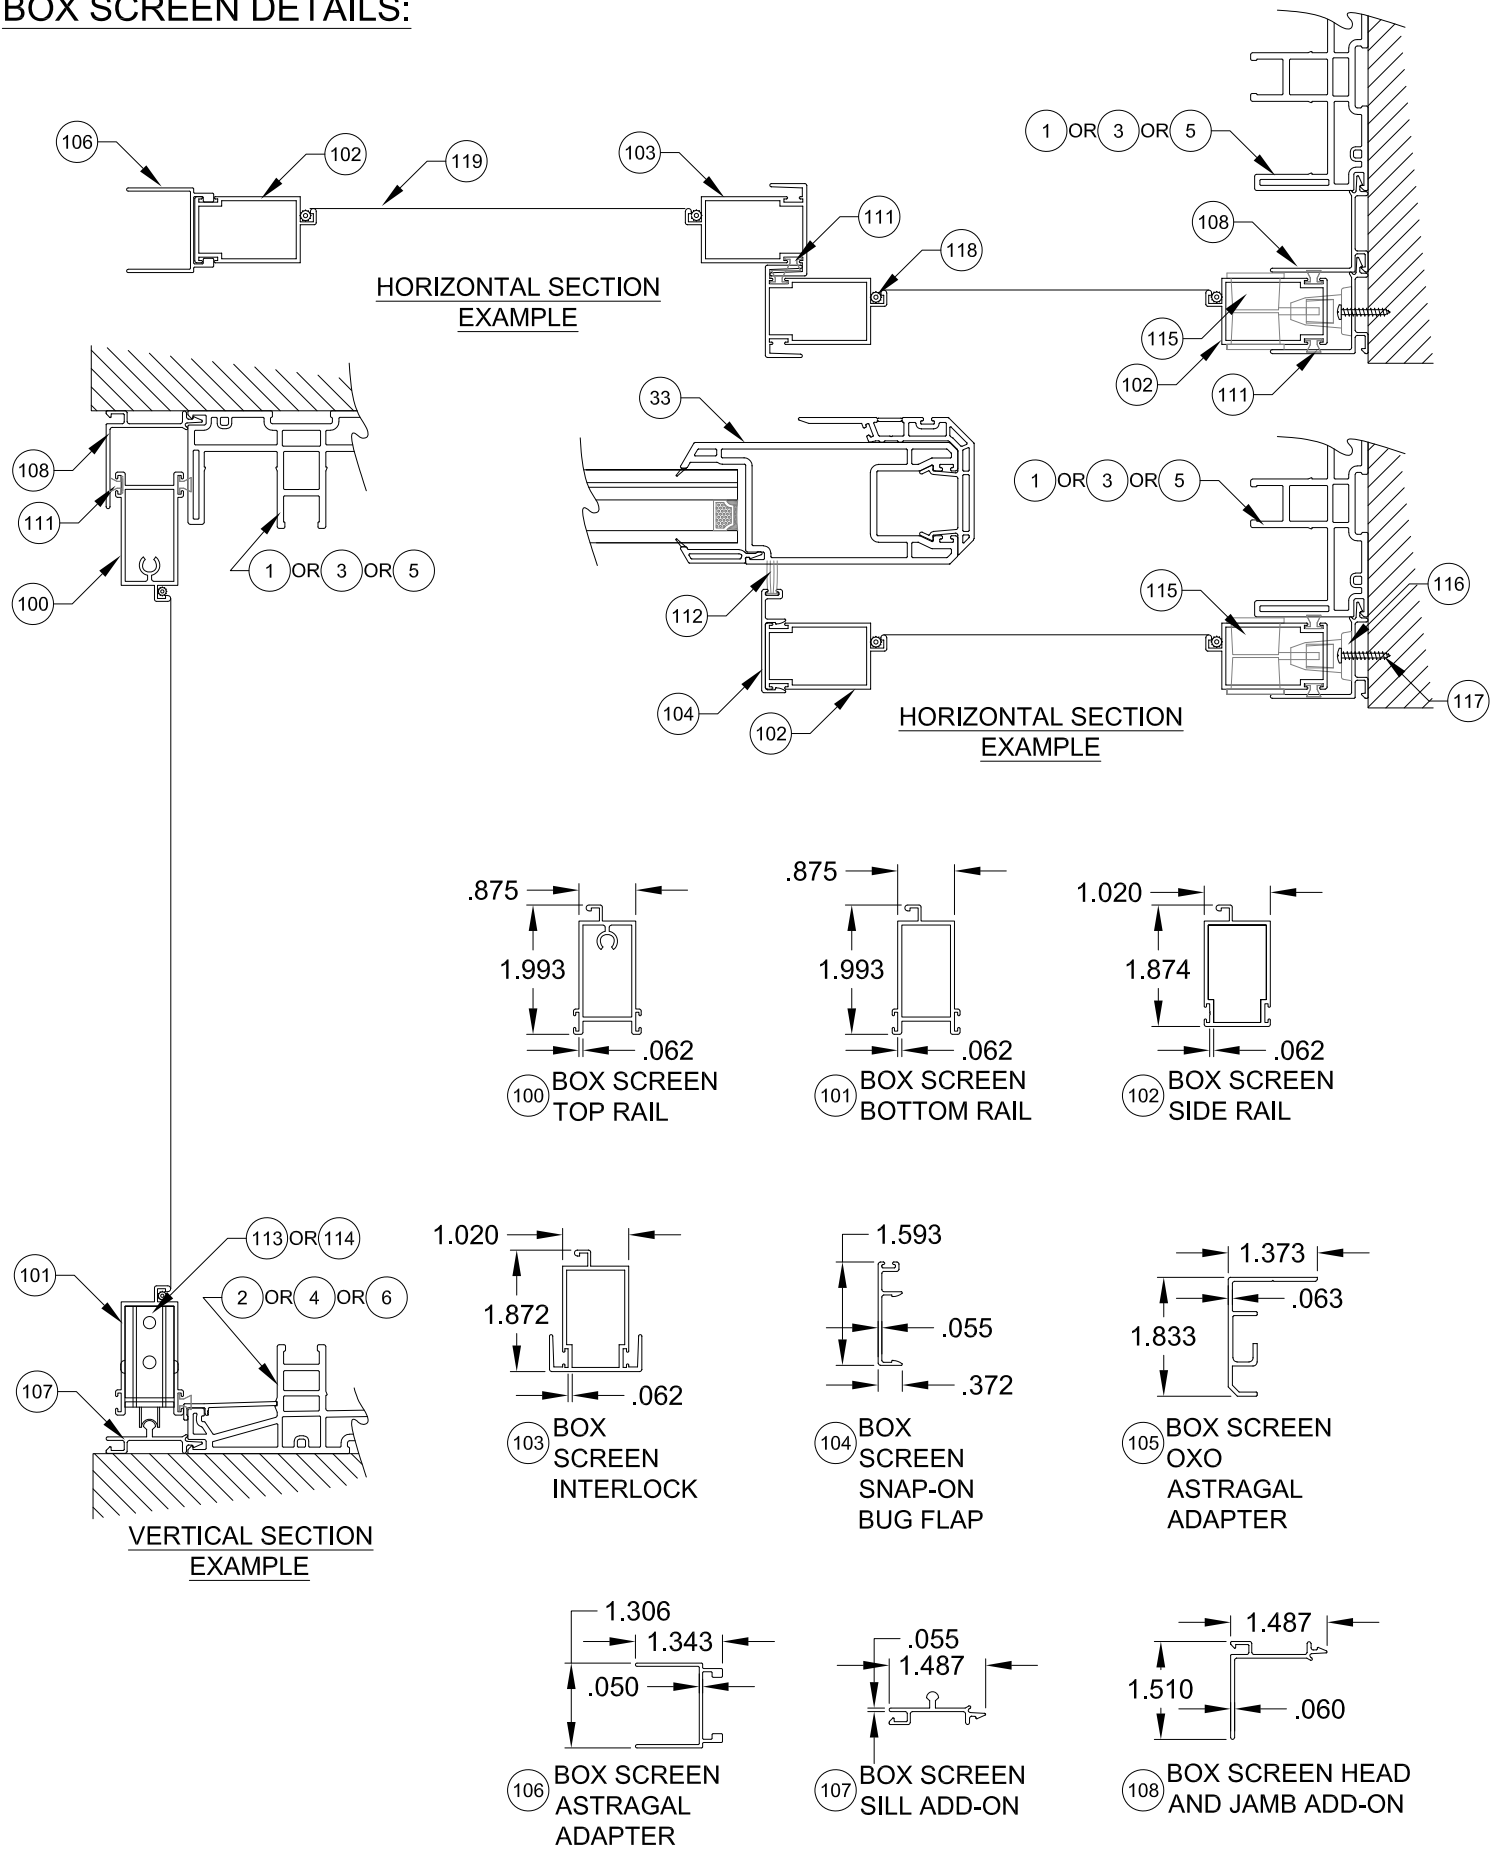 BOX SCREEN DETAILS:
106
102
119
103
111
118
1 OR 3 OR 5
108
115
102
111
HORIZONTAL SECTION
EXAMPLE
108
111
100
1 OR 3 OR 5
33
112
104
102
1 OR 3 OR 5
115
116
117
HORIZONTAL SECTION
EXAMPLE
113 OR 114
101
2 OR 4 OR 6
107
VERTICAL SECTION
EXAMPLE
.875
1.993
.062
100 BOX SCREEN
TOP RAIL
.875
1.993
.062
101 BOX SCREEN
BOTTOM RAIL
1.020
1.874
.062
102 BOX SCREEN
SIDE RAIL
1.020
1.872
.062
103 BOX
SCREEN
INTERLOCK
1.593
.055
.372
104 BOX
SCREEN
SNAP-ON
BUG FLAP
1.373
.063
1.833
105 BOX SCREEN
OXO
ASTRAGAL
ADAPTER
1.306
1.343
.050
106 BOX SCREEN
ASTRAGAL
ADAPTER
.055
1.487
107 BOX SCREEN
SILL ADD-ON
1.487
1.510
.060
108 BOX SCREEN HEAD
AND JAMB ADD-ON